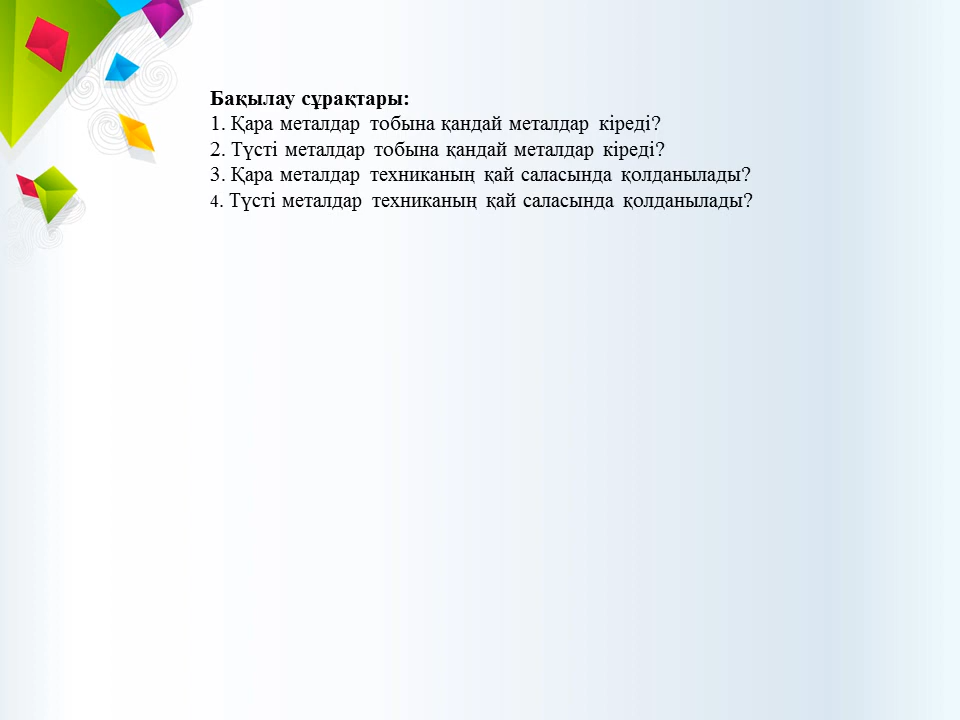 Бақылау сұрақтары:
1. Қара металдар тобына қандай металдар кіреді?
2. Түсті металдар тобына қандай металдар кіреді?
3. Қара металдар техниканың қай саласында қолданылады?
4. Түсті металдар техниканың қай саласында қолданылады?